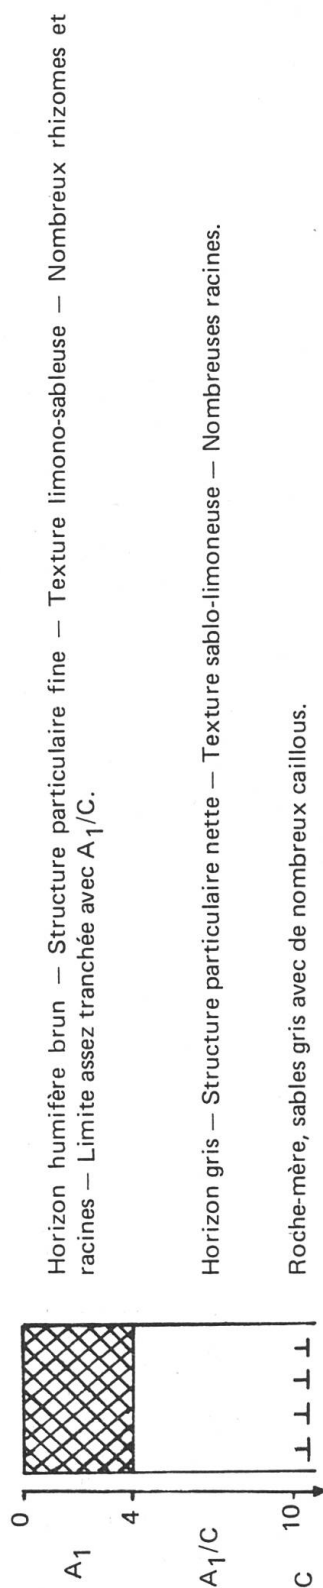 0
A1
Horizon humifère brun — Structure particulaire fine — Texture limono-sableuse — Nombreux rhizomes et
racines — Limite assez tranchée avec A1/C.
4
A1/C
Horizon gris — Structure particulaire nette — Texture sablo-limoneuse — Nombreuses racines.
10
C
Roche-mère, sables gris avec de nombreux caillous.